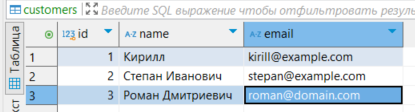 customers Введите SQL выражение чтобы отфильтровать резул
Таблица
123 id A-Z name A-Z email
1 1 Кирилл kirill@example.com
2 2 Степан Иванович stepan@example.com
3 3 Роман Дмитриевич roman@domain.com